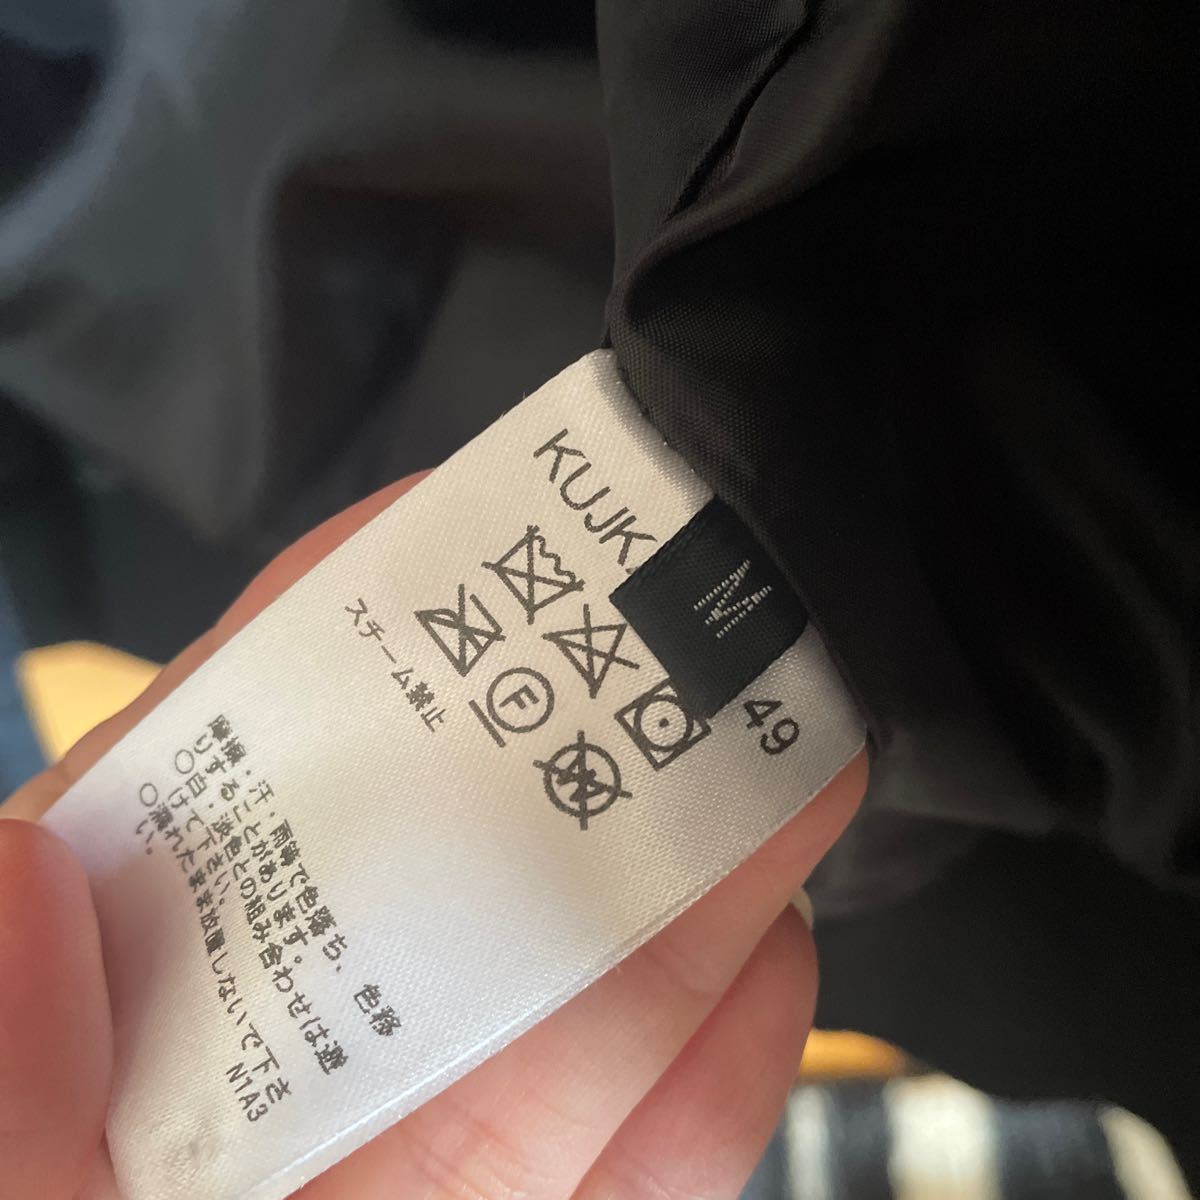 KUJK
49
M
F
スチーム禁止
摩擦・汗・雨等で色落ち、色移
りすることがあります。
○白・淡色との組み合わせは避
けて下さい。
○濡れたまま放置しないで下さ
い。
N1A3